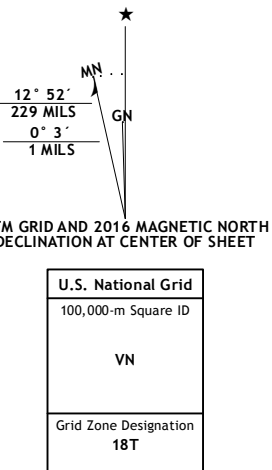 ★
MN
GN
12° 52´
229 MILS
0° 3´
1 MILS
TM GRID AND 2016 MAGNETIC NORTH
DECLINATION AT CENTER OF SHEET
U.S. National Grid
100,000-m Square ID
VN
Grid Zone Designation
18T